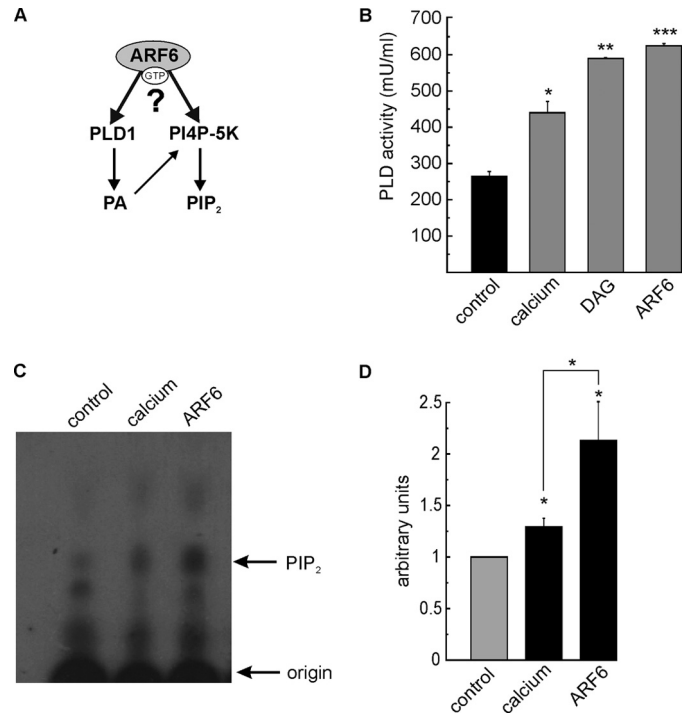 A
ARF6
GTP
?
PLD1 PI4P-5K
PA PIP₂
B
PLD activity (mU/ml)
700
600
500
400
300
200
100
*
**
***
control calcium DAG ARF6
C
control calcium ARF6
PIP₂
origin
D
arbitrary units
2.5
2
1.5
1
0.5
0
*
*
*
control calcium ARF6